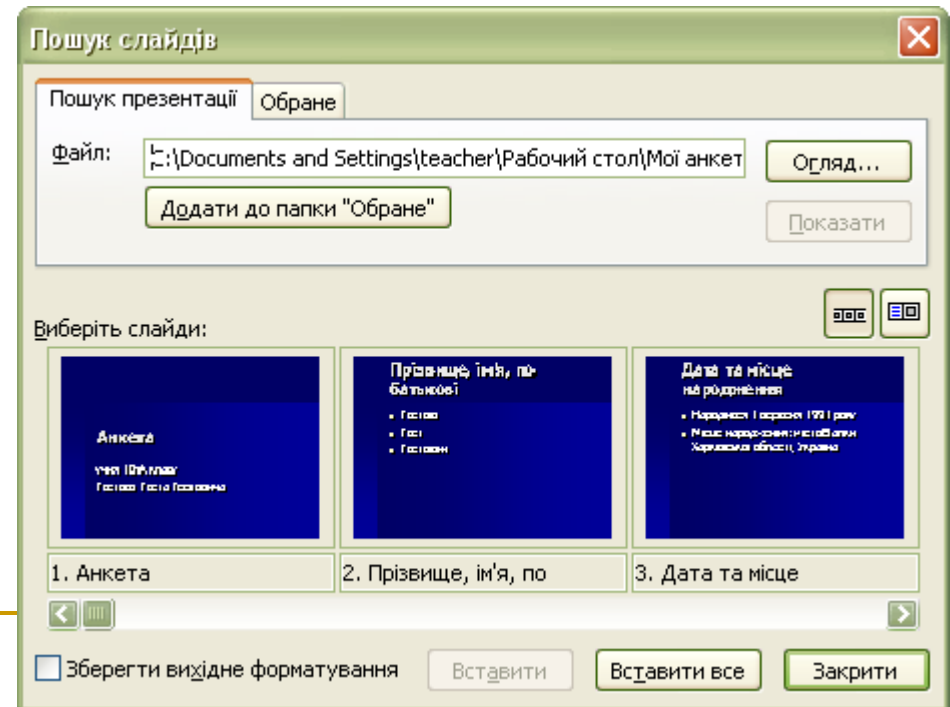 Пошук слайдів
Пошук презентації
Обране
Файл:
C:\Documents and Settings\teacher\Рабочий стол\Мої анкет
Огляд...
Додати до папки "Обране"
Показати
Виберіть слайди:
Анкета
Прізвище, ім'я, по-
батькові
Дата та місце
народження
1. Анкета
2. Прізвище, ім'я, по
3. Дата та місце
Зберегти вихідне форматування
Вставити
Вставити все
Закрити